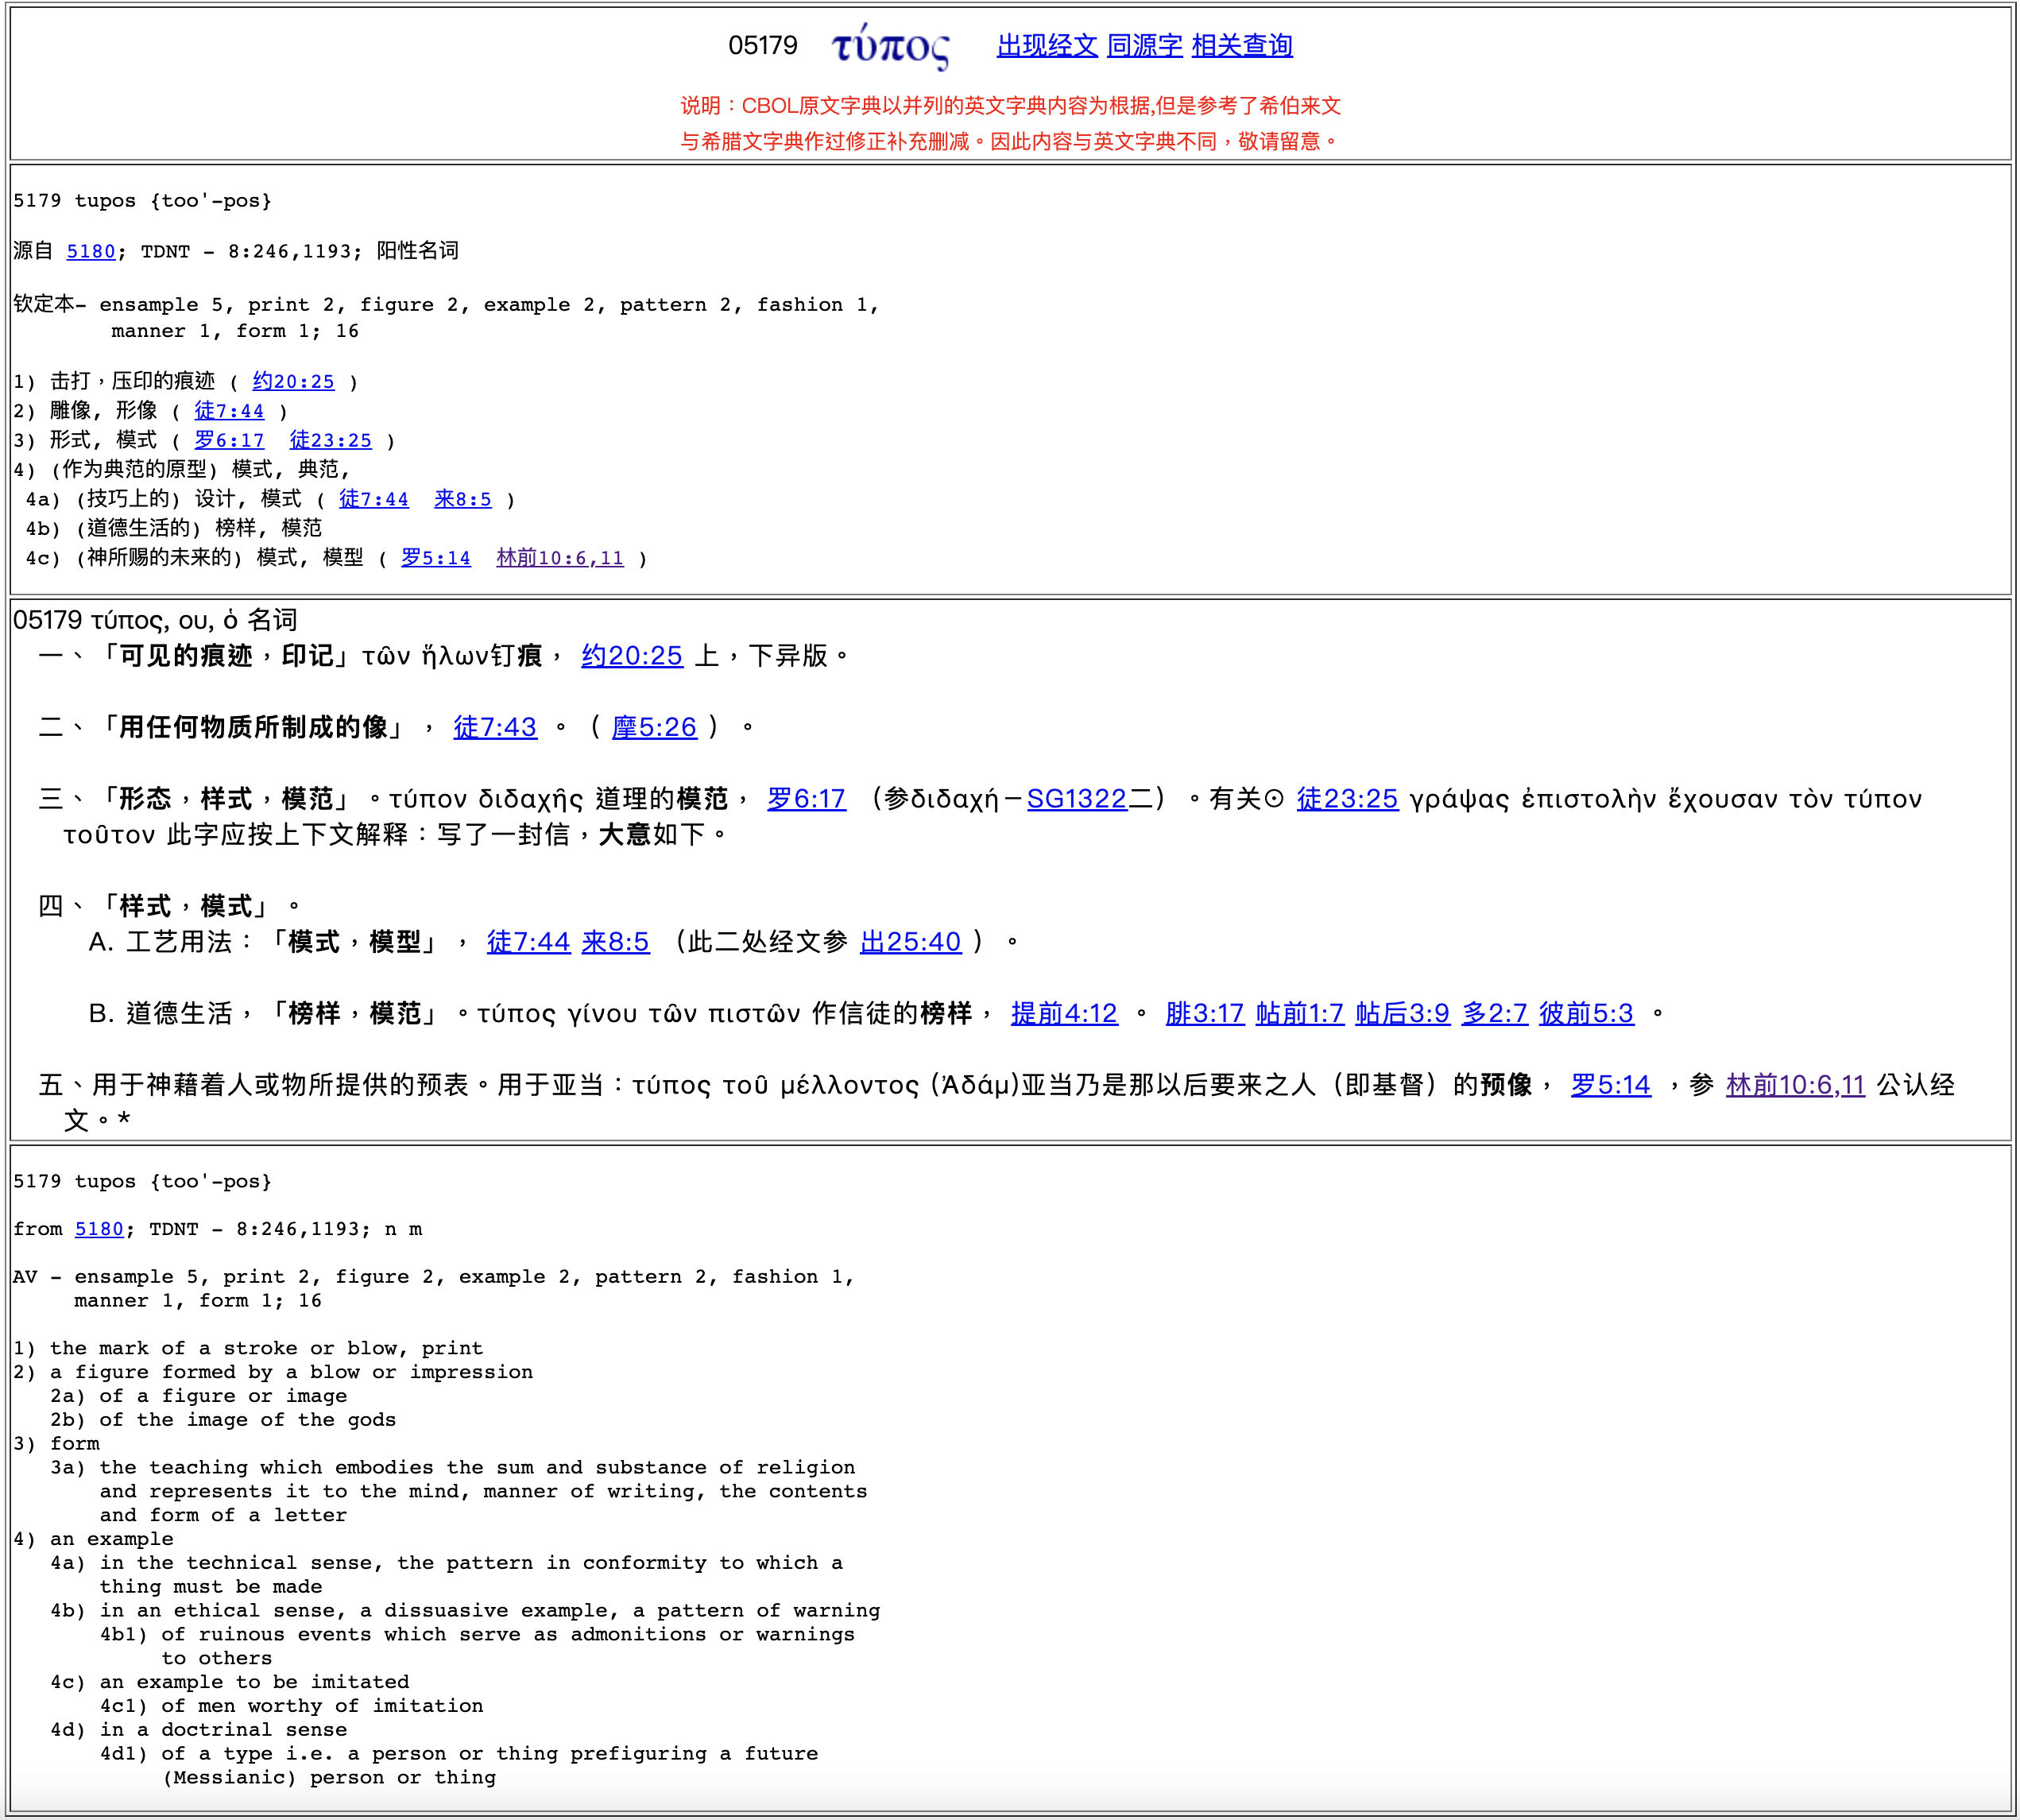 05179 τύπος 出现经文 同源字 相关查询
说明：CBOL原文字典以并列的英文字典内容为根据,但是参考了希伯来文
与希腊文字典作过修正补充删减。因此内容与英文字典不同，敬请留意。
5179 tupos {too'-pos}
源自 5180; TDNT - 8:246,1193; 阳性名词
钦定本- ensample 5, print 2, figure 2, example 2, pattern 2, fashion 1,
manner 1, form 1; 16
1) 击打，压印的痕迹 ( 约20:25 )
2) 雕像, 形像 ( 徒7:44 )
3) 形式, 模式 ( 罗6:17 徒23:25 )
4) (作为典范的原型) 模式, 典范,
4a) (技巧上的) 设计, 模式 ( 徒7:44 来8:5 )
4b) (道德生活的) 榜样, 模范
4c) (神所赐的未来的) 模式, 模型 ( 罗5:14 林前10:6,11 )
05179 τύπος, ου, ὁ 名词
一、「可见的痕迹，印记」τῶν ἥλων钉痕， 约20:25 上，下异版。
二、「用任何物质所制成的像」， 徒7:43 。（ 摩5:26 ）。
三、「形态，样式，模范」。τύπον διδαχῆς 道理的模范， 罗6:17 （参διδαχή－SG1322二）。有关⊙ 徒23:25 γράψας ἐπιστολὴν ἔχουσαν τὸν τύπον
τοῦτον 此字应按上下文解释：写了一封信，大意如下。
四、「样式，模式」。
A. 工艺用法：「模式，模型」， 徒7:44 来8:5 （此二处经文参 出25:40 ）。
B. 道德生活，「榜样，模范」。τύπος γίνου τῶν πιστῶν 作信徒的榜样， 提前4:12 。 腓3:17 帖前1:7 帖后3:9 多2:7 彼前5:3 。
五、用于神藉着人或物所提供的预表。用于亚当：τύπος τοῦ μέλλοντος (Ἀδάμ)亚当乃是那以后要来之人（即基督）的预像， 罗5:14 ，参 林前10:6,11 公认经
文。*
5179 tupos {too'-pos}
from 5180; TDNT - 8:246,1193; n m
AV - ensample 5, print 2, figure 2, example 2, pattern 2, fashion 1,
manner 1, form 1; 16
1) the mark of a stroke or blow, print
2) a figure formed by a blow or impression
2a) of a figure or image
2b) of the image of the gods
3) form
3a) the teaching which embodies the sum and substance of religion
and represents it to the mind, manner of writing, the contents
and form of a letter
4) an example
4a) in the technical sense, the pattern in conformity to which a
thing must be made
4b) in an ethical sense, a dissuasive example, a pattern of warning
4b1) of ruinous events which serve as admonitions or warnings
to others
4c) an example to be imitated
4c1) of men worthy of imitation
4d) in a doctrinal sense
4d1) of a type i.e. a person or thing prefiguring a future
(Messianic) person or thing